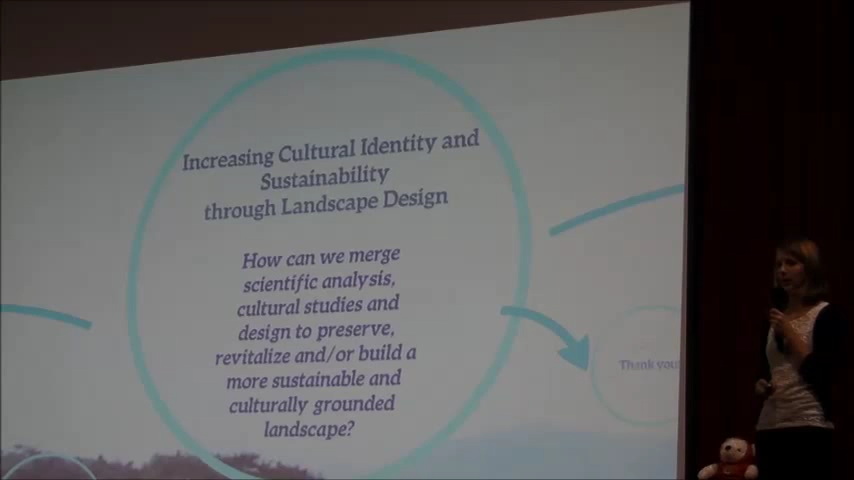 Increasing Cultural Identity and
Sustainability
through Landscape Design
How can we merge
scientific analysis,
cultural studies and
design to preserve,
revitalize and/or build a
more sustainable and
culturally grounded
landscape?
Thank you!